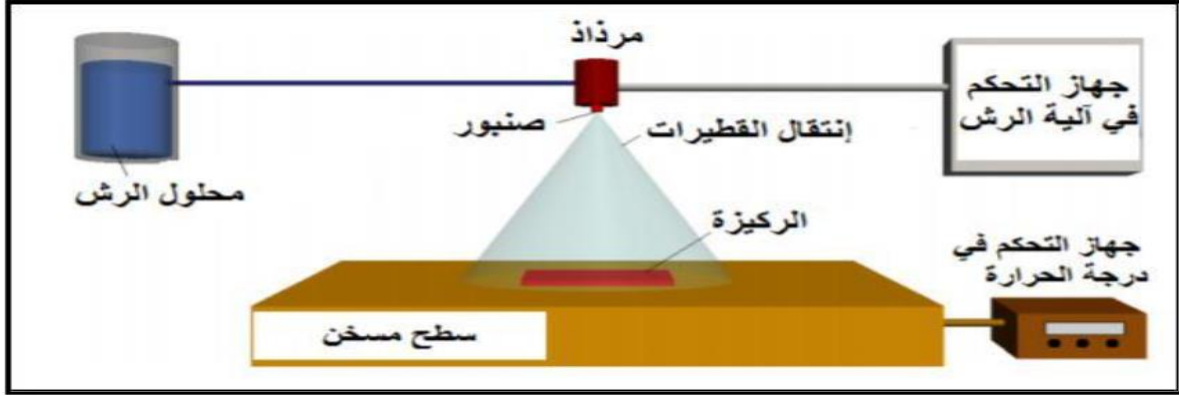 مرذاذ
جهاز التحكم
في آلية الرش
صنبور
إنتقال القطيرات
محلول الرش
الركيزة
جهاز التحكم في
درجة الحرارة
سطح مسخن